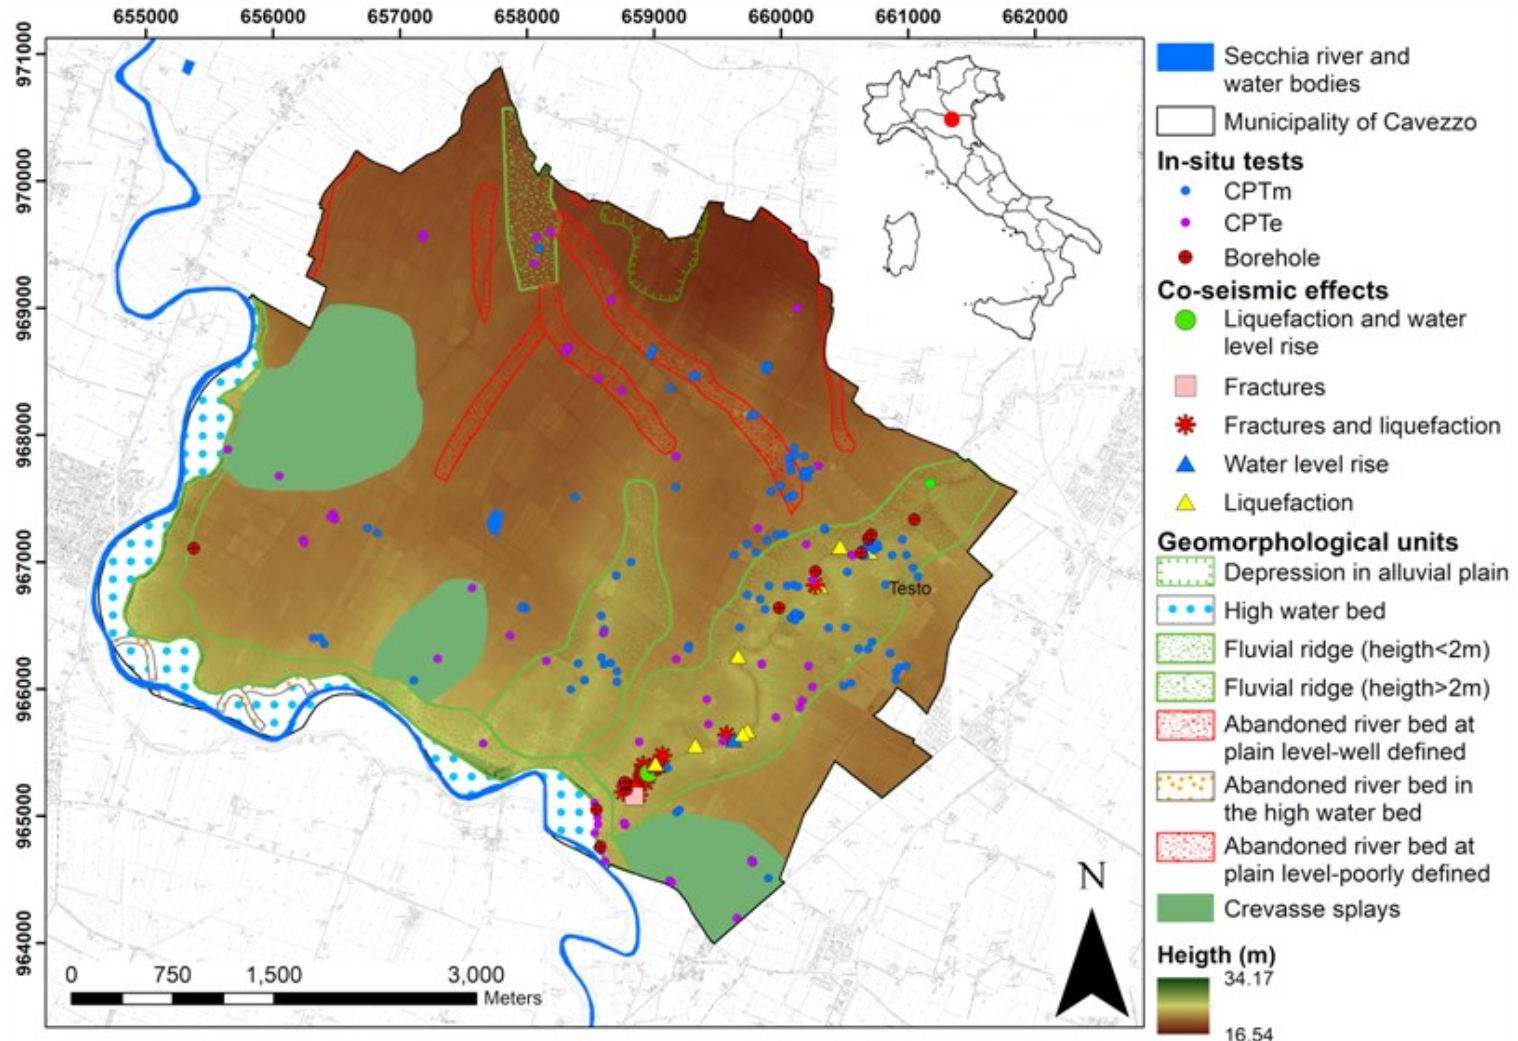 655000 656000 657000 658000 659000 660000 661000 662000
971000
970000
969000
968000
967000
966000
965000
964000
Testo
0 750 1,500 3,000
Meters
N
Secchia river and
water bodies
Municipality of Cavezzo
In-situ tests
CPTm
CPTe
Borehole
Co-seismic effects
Liquefaction and water
level rise
Fractures
Fractures and liquefaction
Water level rise
Liquefaction
Geomorphological units
Depression in alluvial plain
High water bed
Fluvial ridge (heigth<2m)
Fluvial ridge (heigth>2m)
Abandoned river bed at
plain level-well defined
Abandoned river bed in
the high water bed
Abandoned river bed at
plain level-poorly defined
Crevasse splays
Heigth (m)
34.17
16.54